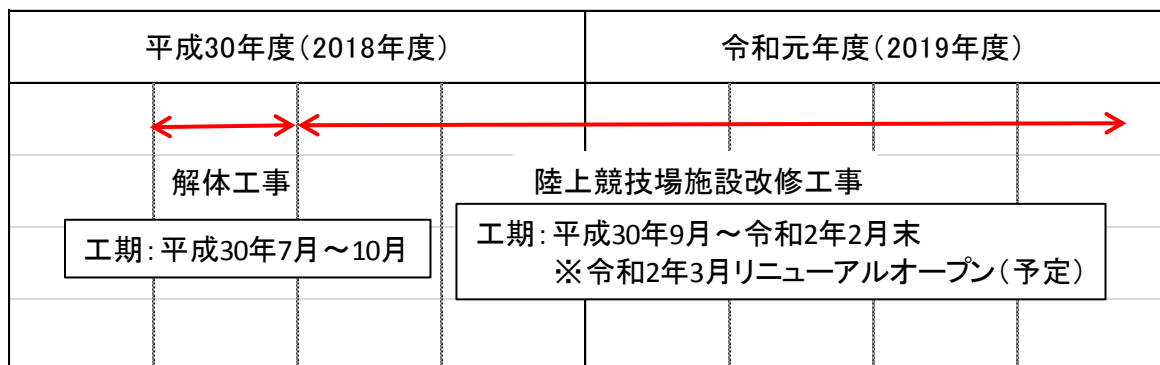 平成30年度(2018年度)
令和元年度(2019年度)
解体工事
工期:平成30年7月～10月
陸上競技場施設改修工事
工期:平成30年9月～令和2年2月末
※令和2年3月リニューアルオープン(予定)